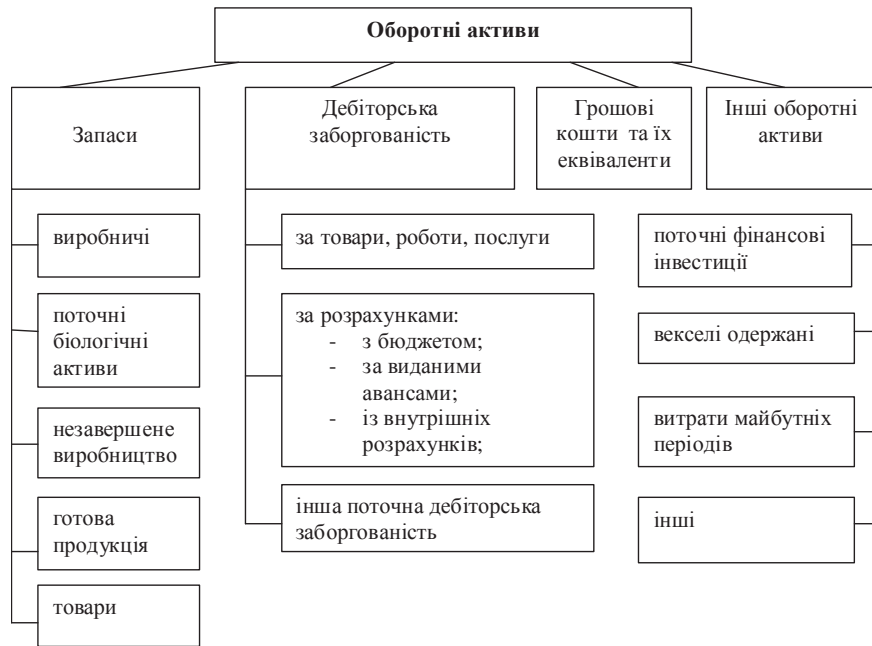 Оборотні активи
Запаси
виробничі
поточні
біологічні
активи
незавершене
виробництво
готова
продукція
товари
Дебіторська
заборгованість
за товари, роботи, послуги
за розрахунками:
- з бюджетом;
- за виданими
авансами;
- із внутрішніх
розрахунків;
інша поточна дебіторська
заборгованість
Грошові
кошти та їх
еквіваленти
Інші оборотні
активи
поточні фінансові
інвестиції
векселі одержані
витрати майбутніх
періодів
інші